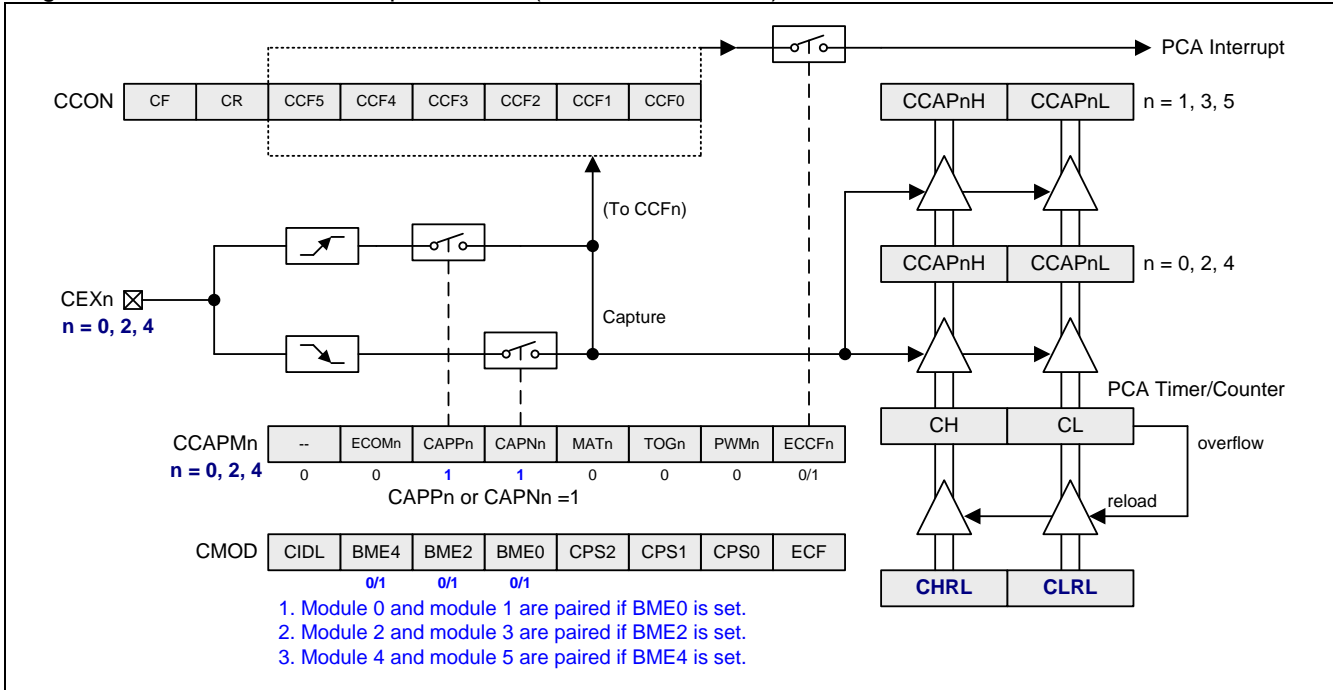 PCA Interrupt
CCON CF CR CCF5 CCF4 CCF3 CCF2 CCF1 CCF0
CCAPnH CCAPnL n = 1, 3, 5
(To CCFn)
CCAPnH CCAPnL n = 0, 2, 4
CEXn
n = 0, 2, 4
Capture
PCA Timer/Counter
CH CL
overflow
CCAPMn -- ECOMn CAPPn CAPNn MATn TOGn PWMn ECCFn
n = 0, 2, 4 0 0 1 1 0 0 0 0/1
CAPPn or CAPNn =1
reload
CMOD CIDL BME4 BME2 BME0 CPS2 CPS1 CPS0 ECF
0/1 0/1 0/1
CHRL CLRL
1. Module 0 and module 1 are paired if BME0 is set.
2. Module 2 and module 3 are paired if BME2 is set.
3. Module 4 and module 5 are paired if BME4 is set.